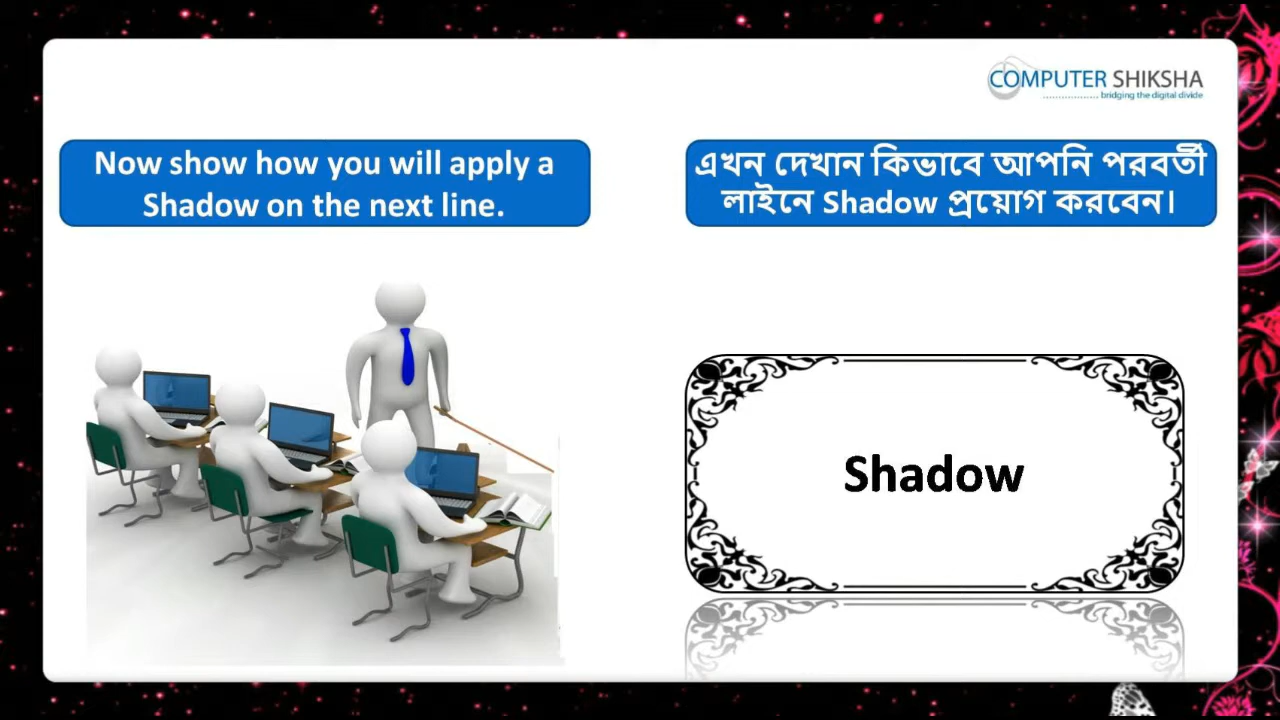 COMPUTER SHIKSHA
bridging the digital divide
Now show how you will apply a
Shadow on the next line.
এখন দেখান কিভাবে আপনি পরবর্তী
লাইনে Shadow প্রয়োগ করবেন।
Shadow